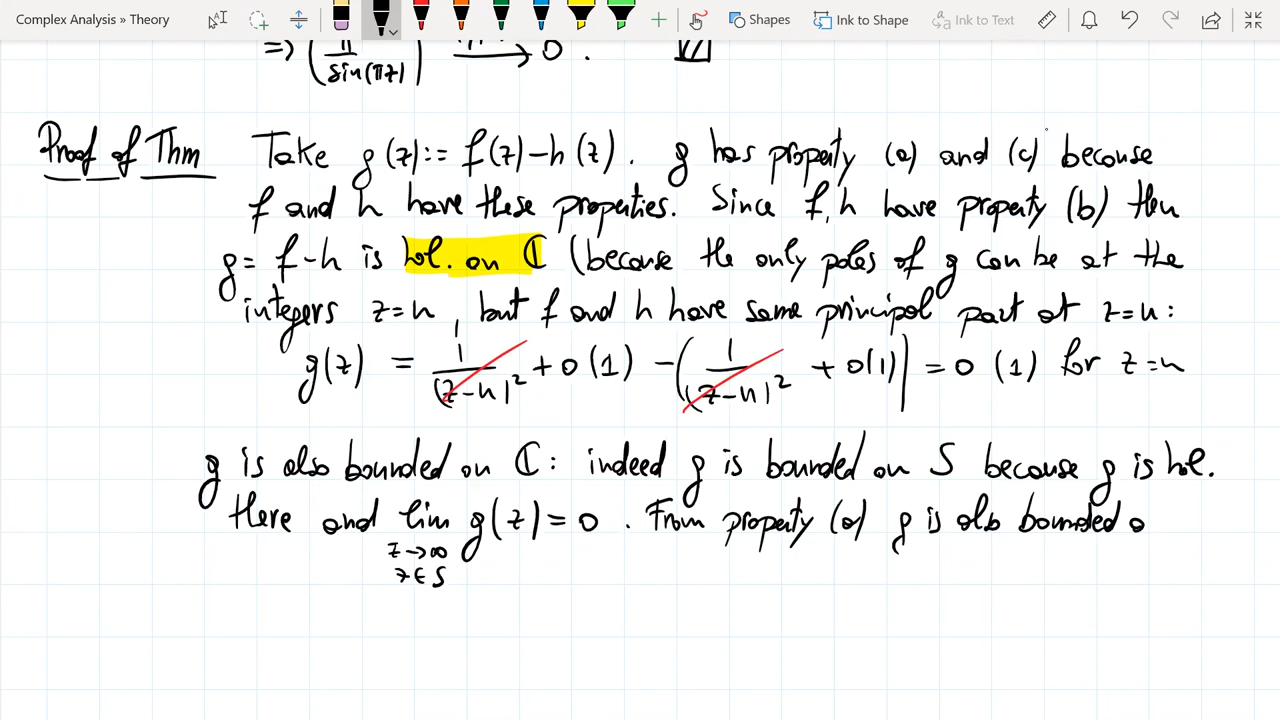 Complex Analysis » Theory
Shapes
Ink to Shape
Ink to Text
=> (π / sin(πz)) → 0 .
Proof of Thm Take g(z) := f(z) - h(z). g has property (a) and (c) because
f and h have these properties. Since f, h have property (b) then
g = f - h is hol. on ℂ (because the only poles of g can be at the
integers z=n, but f and h have same principal part at z=n:
g(z) = 1/(z-n)² + O(1) - (1/(z-n)² + O(1)) = O(1) for z=n
g is also bounded on ℂ: indeed g is bounded on S because g is hol.
there and lim g(z) = 0. From property (a) g is also bounded o
z→∞
z∈S